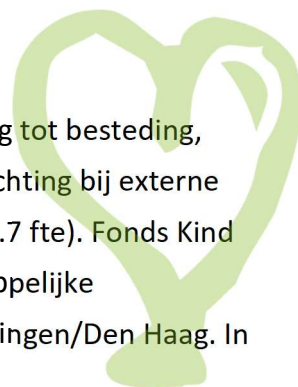 g tot besteding,
chting bij externe
.7 fte). Fonds Kind
ppelijke
ingen/Den Haag. In